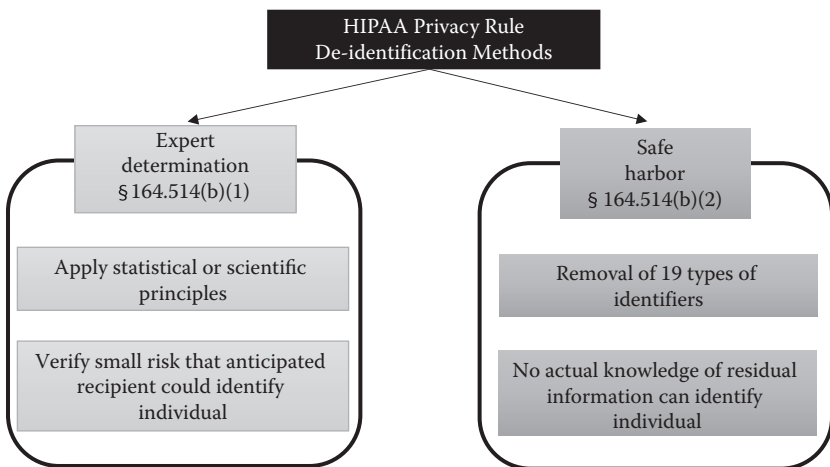 HIPAA Privacy Rule
De-identification Methods
Expert
determination
§ 164.514(b)(1)
Apply statistical or scientific
principles
Verify small risk that anticipated
recipient could identify
individual
Safe
harbor
§ 164.514(b)(2)
Removal of 19 types of
identifiers
No actual knowledge of residual
information can identify
individual